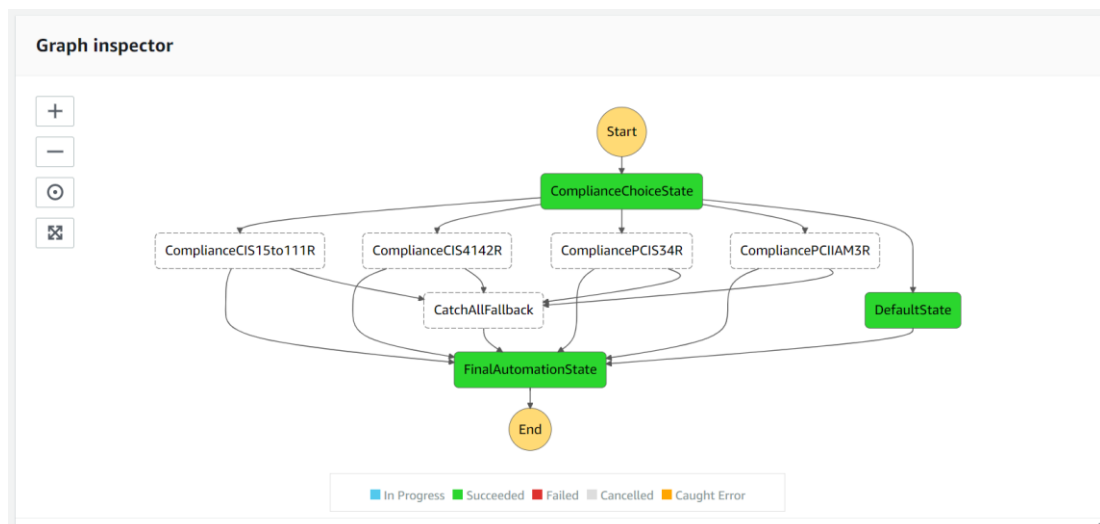 Graph inspector
Start
ComplianceChoiceState
ComplianceCIS15to111R
ComplianceCIS4142R
CompliancePCIS34R
CompliancePCIIAM3R
CatchAllFallback
DefaultState
FinalAutomationState
End
In Progress Succeeded Failed Cancelled Caught Error